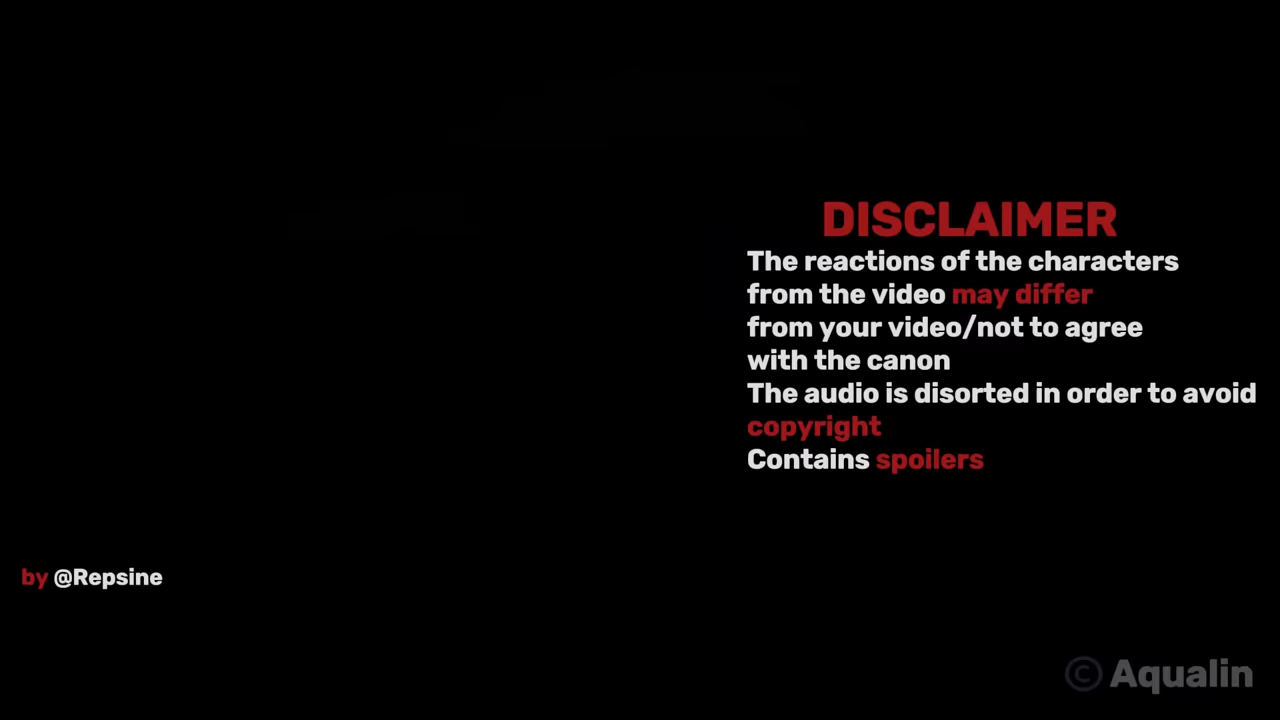 DISCLAIMER
The reactions of the characters
from the video may differ
from your video/not to agree
with the canon
The audio is disorted in order to avoid
copyright
Contains spoilers
by @Repsine
© Aqualin